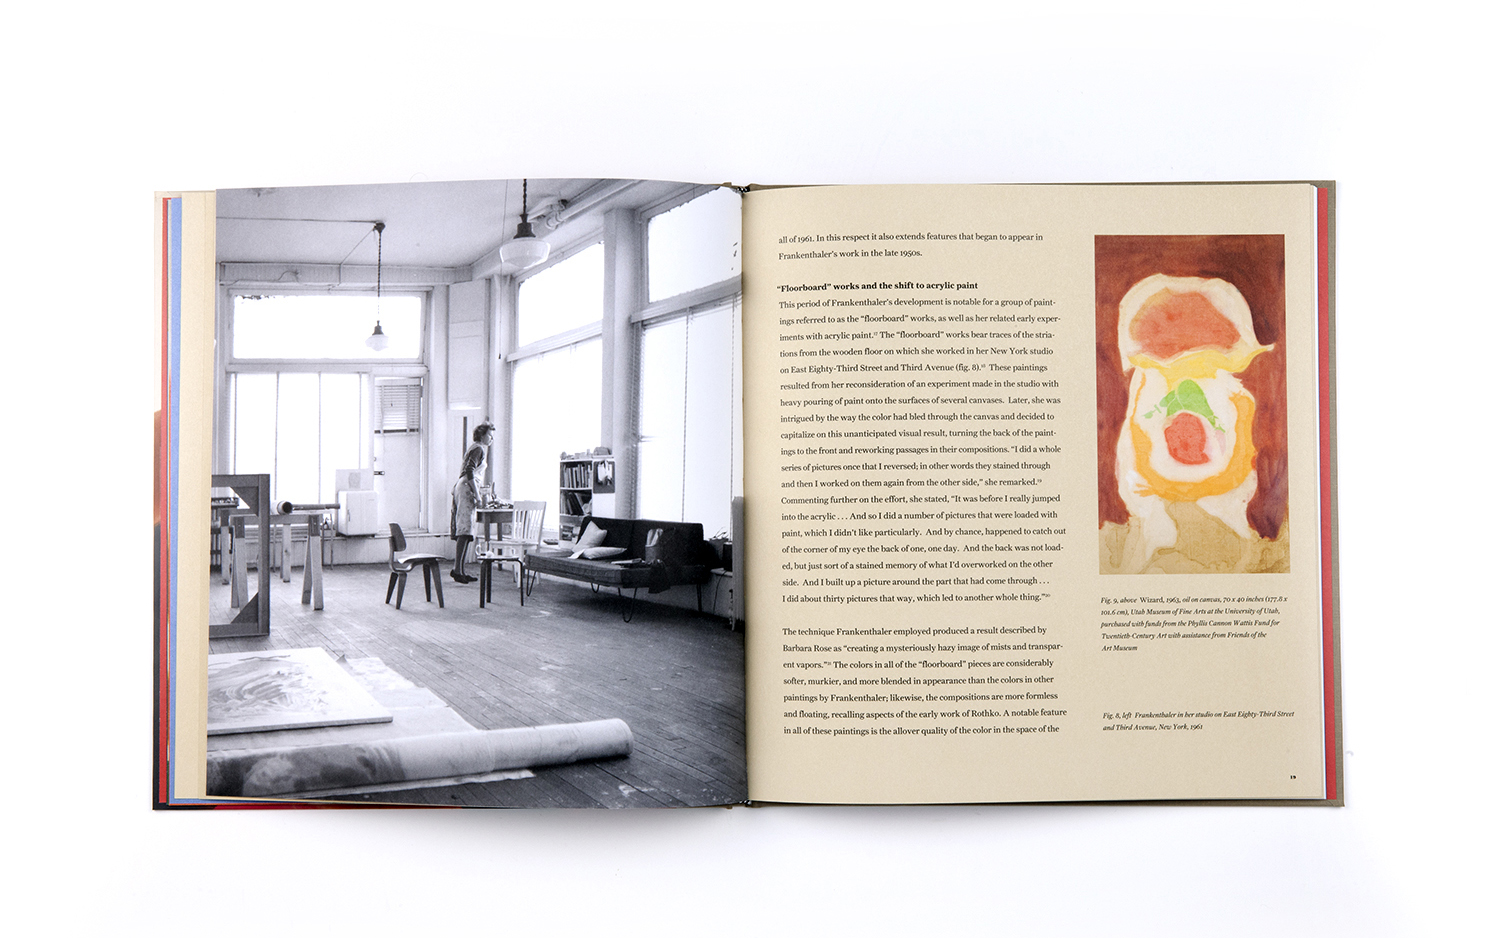 all of 1961. In this respect it also extends features that began to appear in
Frankenthaler’s work in the late 1950s.
“Floorboard” works and the shift to acrylic paint
This period of Frankenthaler’s development is notable for a group of paint-
ings referred to as the “floorboard” works, as well as her related early exper-
iments with acrylic paint.¹⁷ The “floorboard” works bear traces of the stria-
tions from the wooden floor on which she worked in her New York studio
on East Eighty-Third Street and Third Avenue (fig. 8).¹⁸ These paintings
resulted from her reconsideration of an experiment made in the studio with
heavy pouring of paint onto the surfaces of several canvases. Later, she was
intrigued by the way the color had bled through the canvas and decided to
capitalize on this unanticipated visual result, turning the back of the paint-
ings to the front and reworking passages in their compositions. “I did a whole
series of pictures once that I reversed; in other words they stained through
and then I worked on them again from the other side,” she remarked.¹⁹
Commenting further on the effort, she stated, “It was before I really jumped
into the acrylic . . . And so I did a number of pictures that were loaded with
paint, which I didn’t like particularly. And by chance, happened to catch out
of the corner of my eye the back of one, one day. And the back was not load-
ed, but just sort of a stained memory of what I’d overworked on the other
side. And I built up a picture around the part that had come through . . .
I did about thirty pictures that way, which led to another whole thing.”²⁰
The technique Frankenthaler employed produced a result described by
Barbara Rose as “creating a mysteriously hazy image of mists and transpar-
ent vapors.”²¹ The colors in all of the “floorboard” pieces are considerably
softer, murkier, and more blended in appearance than the colors in other
paintings by Frankenthaler; likewise, the compositions are more formless
and floating, recalling aspects of the early work of Rothko. A notable feature
in all of these paintings is the allover quality of the color in the space of the
Fig. 9, above Wizard, 1963, oil on canvas, 70 x 40 inches (177.8 x
101.6 cm), Utah Museum of Fine Arts at the University of Utah,
purchased with funds from the Phyllis Cannon Wattis Fund for
Twentieth-Century Art with assistance from Friends of the
Art Museum
Fig. 8, left Frankenthaler in her studio on East Eighty-Third Street
and Third Avenue, New York, 1961
19